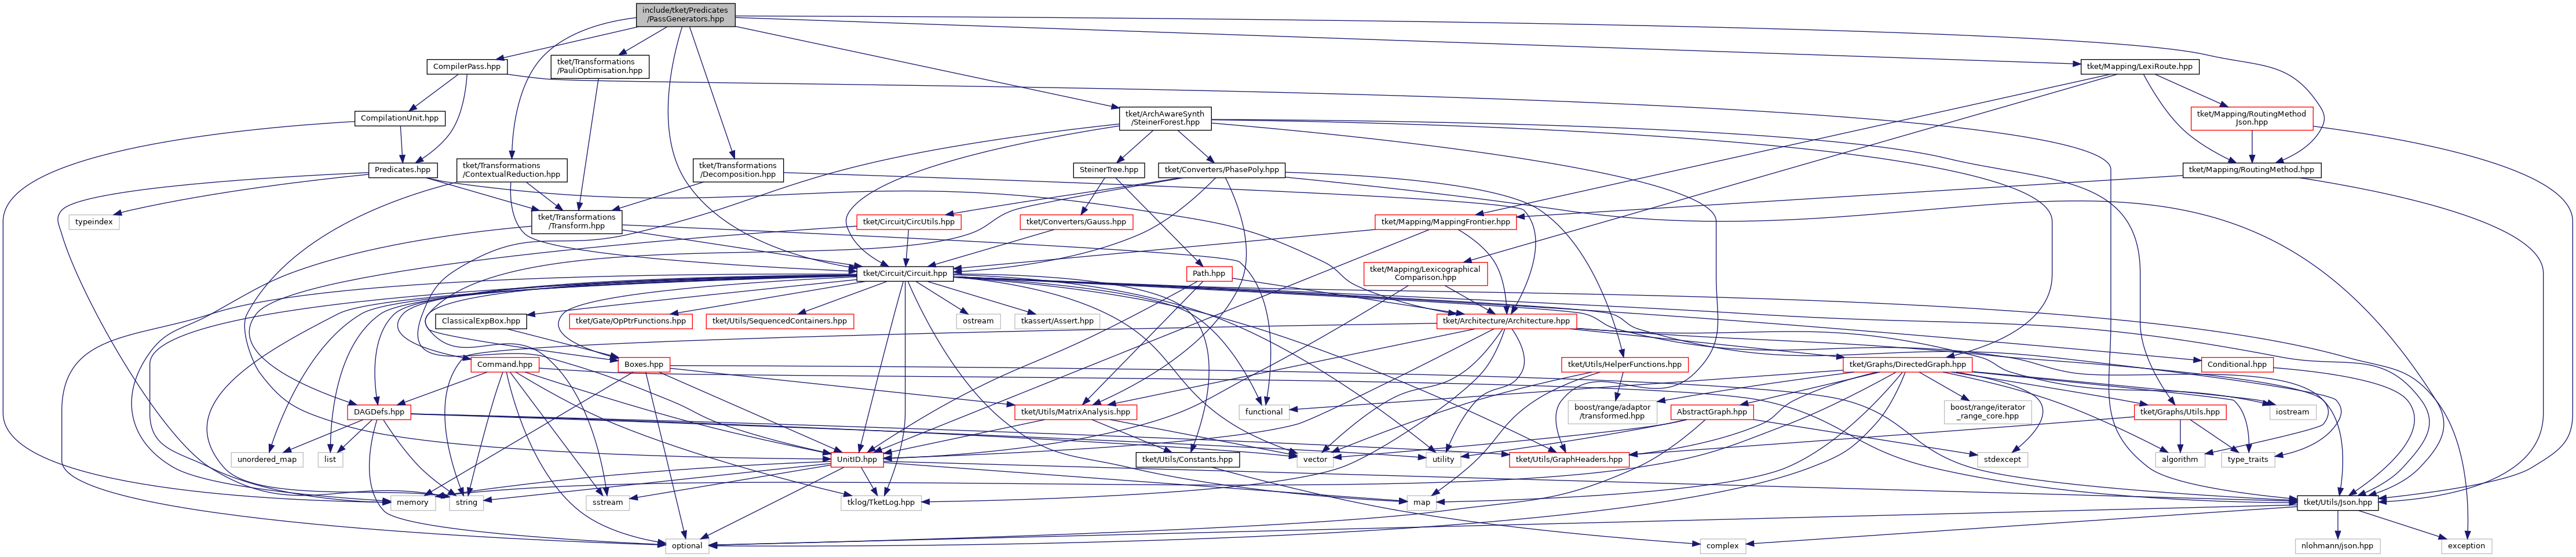 include/tket/Predicates
/PassGenerators.hpp
CompilerPass.hpp
tket/Transformations
/PauliOptimisation.hpp
tket/Mapping/LexiRoute.hpp
CompilationUnit.hpp
tket/ArchAwareSynth
/SteinerForest.hpp
tket/Mapping/RoutingMethod
Json.hpp
Predicates.hpp
tket/Transformations
/ContextualReduction.hpp
tket/Transformations
/Decomposition.hpp
SteinerTree.hpp
tket/Converters/PhasePoly.hpp
tket/Mapping/RoutingMethod.hpp
typeindex
tket/Transformations
/Transform.hpp
tket/Circuit/CircUtils.hpp
tket/Converters/Gauss.hpp
tket/Mapping/MappingFrontier.hpp
tket/Circuit/Circuit.hpp
Path.hpp
tket/Mapping/Lexicographical
Comparison.hpp
ClassicalExpBox.hpp
tket/Gate/OpPtrFunctions.hpp
tket/Utils/SequencedContainers.hpp
ostream
tkassert/Assert.hpp
tket/Architecture/Architecture.hpp
Command.hpp
Boxes.hpp
tket/Utils/HelperFunctions.hpp
tket/Graphs/DirectedGraph.hpp
Conditional.hpp
DAGDefs.hpp
tket/Utils/MatrixAnalysis.hpp
functional
boost/range/adaptor
/transformed.hpp
AbstractGraph.hpp
boost/range/iterator
_range_core.hpp
tket/Graphs/Utils.hpp
iostream
unordered_map
list
UnitID.hpp
tket/Utils/Constants.hpp
vector
utility
tket/Utils/GraphHeaders.hpp
stdexcept
algorithm
type_traits
memory
string
sstream
tklog/TketLog.hpp
map
tket/Utils/Json.hpp
optional
complex
nlohmann/json.hpp
exception